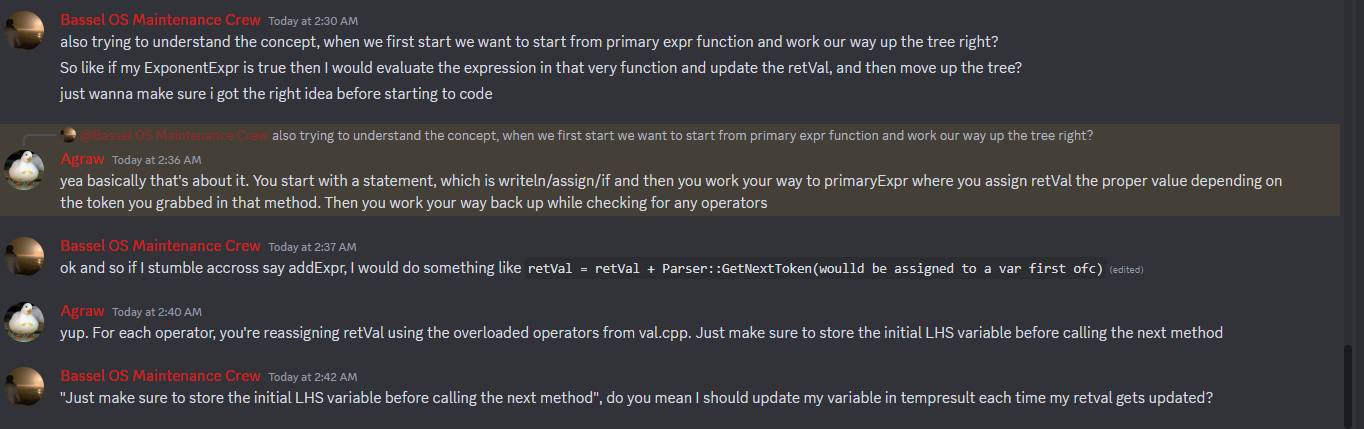 Bassel OS Maintenance Crew Today at 2:30 AM
also trying to understand the concept, when we first start we want to start from primary expr function and work our way up the tree right?
So like if my ExponentExpr is true then I would evaluate the expression in that very function and update the retVal, and then move up the tree?
just wanna make sure i got the right idea before starting to code
@Bassel OS Maintenance Crew also trying to understand the concept, when we first start we want to start from primary expr function and work our way up the tree right?
Agraw Today at 2:36 AM
yea basically that's about it. You start with a statement, which is writeln/assign/if and then you work your way to primaryExpr where you assign retVal the proper value depending on
the token you grabbed in that method. Then you work your way back up while checking for any operators
Bassel OS Maintenance Crew Today at 2:37 AM
ok and so if I stumble accross say addExpr, I would do something like retVal = retVal + Parser::GetNextToken(woulld be assigned to a var first ofc) (edited)
Agraw Today at 2:40 AM
yup. For each operator, you're reassigning retVal using the overloaded operators from val.cpp. Just make sure to store the initial LHS variable before calling the next method
Bassel OS Maintenance Crew Today at 2:42 AM
"Just make sure to store the initial LHS variable before calling the next method", do you mean I should update my variable in tempresult each time my retval gets updated?